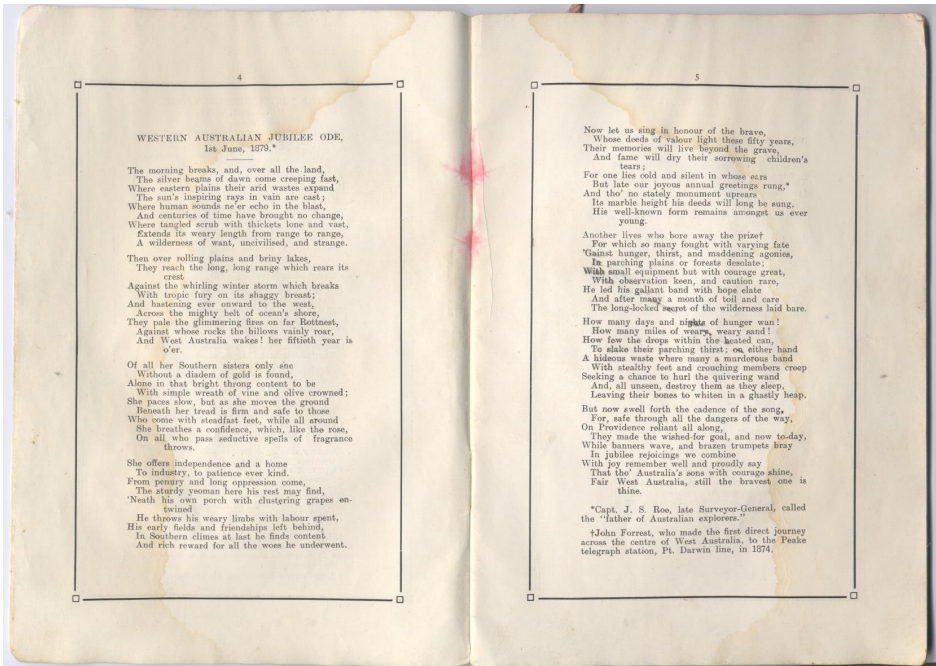 4
WESTERN AUSTRALIAN JUBILEE ODE,
1st June, 1879.*
The morning breaks, and, over all the land,
The silver beams of dawn come creeping fast,
Where eastern plains their arid wastes expand
The sun's inspiring rays in vain are cast;
Where human sounds ne'er echo in the blast,
And centuries of time have brought no change,
Where tangled scrub with thickets lone and vast,
Extends its weary length from range to range,
A wilderness of want, uncivilised, and strange.
Then over rolling plains and briny lakes,
They reach the long, long range which rears its
crest
Against the whirling winter storm which breaks
With tropic fury on its shaggy breast;
And hastening ever onward to the west,
Across the mighty belt of ocean's shore,
They pale the glimmering fires on far Rottnest,
Against whose rocks the billows vainly roar,
And West Australia wakes! her fiftieth year is
o'er.
Of all her Southern sisters only she
Without a diadem of gold is found,
Alone in that bright throng content to be
With simple wreath of vine and olive crowned;
She paces slow, but as she moves the ground
Beneath her tread is firm and safe to those
Who come with steadfast feet, while all around
She breathes a confidence, which, like the rose,
On all who pass seductive spells of fragrance
throws.
She offers independence and a home
To industry, to patience ever kind.
From penury and long oppression come,
The sturdy yeoman here his rest may find,
'Neath his own porch with clustering grapes en-
twined
He throws his weary limbs with labour spent,
His early fields and friendships left behind,
In Southern climes at last he finds content
And rich reward for all the woes he underwent.
5
Now let us sing in honour of the brave,
Whose deeds of valour light these fifty years,
Their memories will live beyond the grave,
And fame will dry their sorrowing children's
tears;
For one lies cold and silent in whose ears
But late our joyous annual greetings rung,*
And tho' no stately monument uprears
Its marble height his deeds will long be sung,
His well-known form remains amongst us ever
young.
Another lives who bore away the prize†
For which so many fought with varying fate
'Gainst hunger, thirst, and maddening agonies,
In parching plains or forests desolate;
With small equipment but with courage great,
With observation keen, and caution rare,
He led his gallant band with hope elate
And after many a month of toil and care
The long-locked secret of the wilderness laid bare.
How many days and nights of hunger wan!
How many miles of weary, weary sand!
How few the drops within the heated can,
To slake their parching thirst; on either hand
A hideous waste where many a murderous band
With stealthy feet and crouching members creep
Seeking a chance to hurl the quivering wand
And, all unseen, destroy them as they sleep,
Leaving their bones to whiten in a ghastly heap.
But now swell forth the cadence of the song,
For, safe through all the dangers of the way,
On Providence reliant all along,
They made the wished-for goal, and now to-day,
While banners wave, and brazen trumpets bray
In jubilee rejoicings we combine
With joy remember well and proudly say
That tho' Australia's sons with courage shine,
Fair West Australia, still the bravest one is
thine.
*Capt. J. S. Roe, late Surveyor-General, called
the "father of Australian explorers."
†John Forrest, who made the first direct journey
across the centre of West Australia, to the Peake
telegraph station, Pt. Darwin line, in 1874.